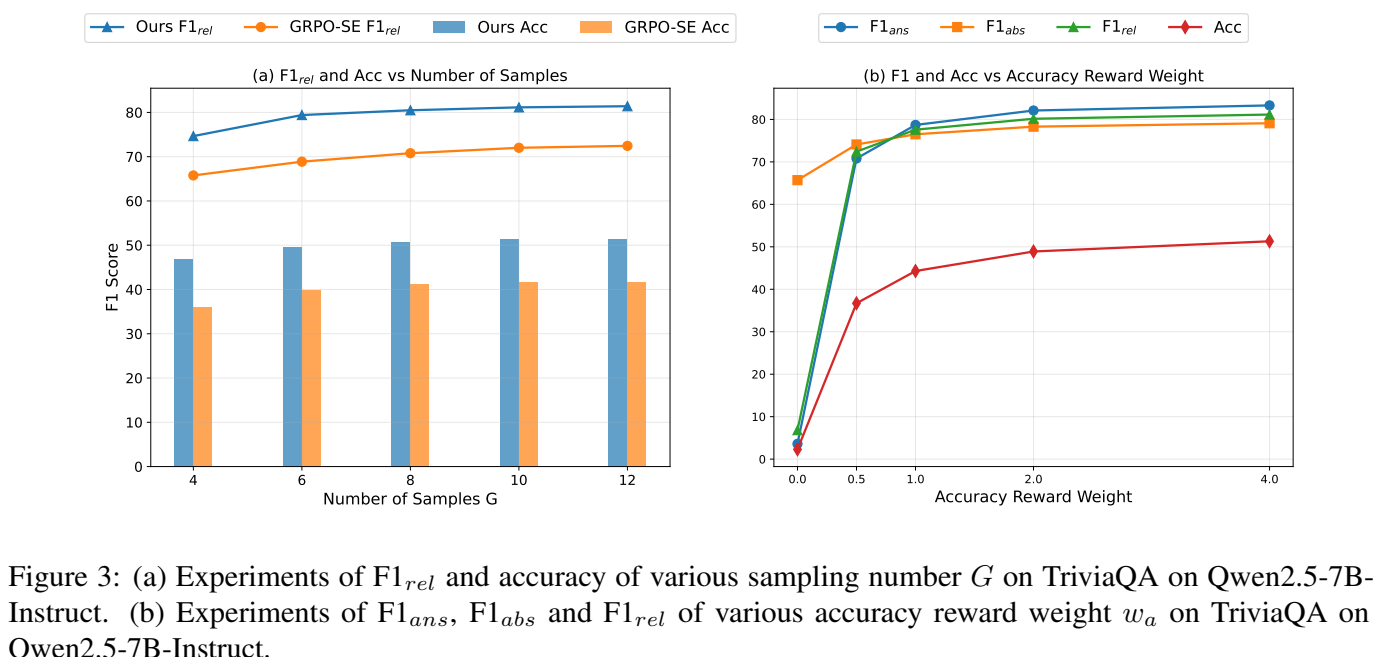 Ours F1rel GRPO-SE F1rel Ours Acc GRPO-SE Acc
(a) F1rel and Acc vs Number of Samples
F1 Score
80
70
60
50
40
30
20
10
0
4 6 8 10 12
Number of Samples G
F1ans F1abs F1rel Acc
(b) F1 and Acc vs Accuracy Reward Weight
80
70
60
50
40
30
20
10
0
0.0 0.5 1.0 2.0 4.0
Accuracy Reward Weight
Figure 3: (a) Experiments of F1rel and accuracy of various sampling number G on TriviaQA on Qwen2.5-7B-
Instruct. (b) Experiments of F1ans, F1abs and F1rel of various accuracy reward weight wa on TriviaQA on
Qwen2.5-7B-Instruct.